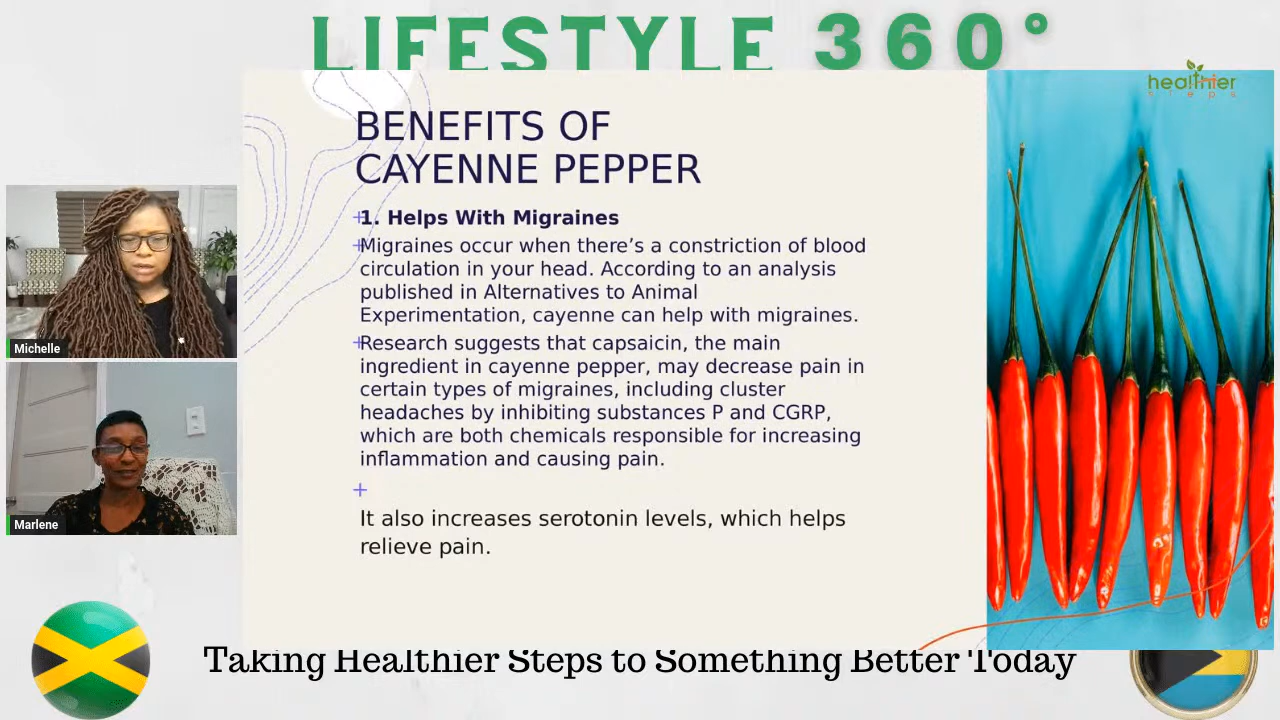 LIFESTYLE 360°
healthier
steps
BENEFITS OF
CAYENNE PEPPER
1. Helps With Migraines
Migraines occur when there’s a constriction of blood
circulation in your head. According to an analysis
published in Alternatives to Animal
Experimentation, cayenne can help with migraines.
Research suggests that capsaicin, the main
ingredient in cayenne pepper, may decrease pain in
certain types of migraines, including cluster
headaches by inhibiting substances P and CGRP,
which are both chemicals responsible for increasing
inflammation and causing pain.
It also increases serotonin levels, which helps
relieve pain.
Michelle
Marlene
Taking Healthier Steps to Something Better Today